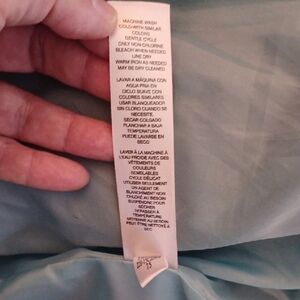 MACHINE WASH
COLD WITH SIMILAR
COLORS
GENTLE CYCLE
ONLY NON-CHLORINE
BLEACH WHEN NEEDED
LINE DRY
WARM IRON AS NEEDED
MAY BE DRY CLEANED
LAVAR A MÁQUINA CON
AGUA FRIA EN
CICLO SUAVE CON
COLORES SIMILARES
USAR BLANQUEADOR
SIN CLORO CUANDO SE
NECESITE.
SECAR COLGADO
PLANCHAR A BAJA
TEMPERATURA
PUEDE LAVARSE EN
SECO
LAVER À LA MACHINE À
L'EAU FROIDE AVEC DES
VÊTEMENTS DE
COULEURS
SEMBLABLES
CYCLE DÉLICAT
UTILISER SEULEMENT
UN AGENT DE
BLANCHIMENT NON
CHLORÉ AU BESOIN
SUSPENDRE POUR
SÉCHER
REPASSER À
TEMPÉRATURE
MOYENNE AU BESOIN
PEUT ÊTRE NETTOYÉ À
SEC